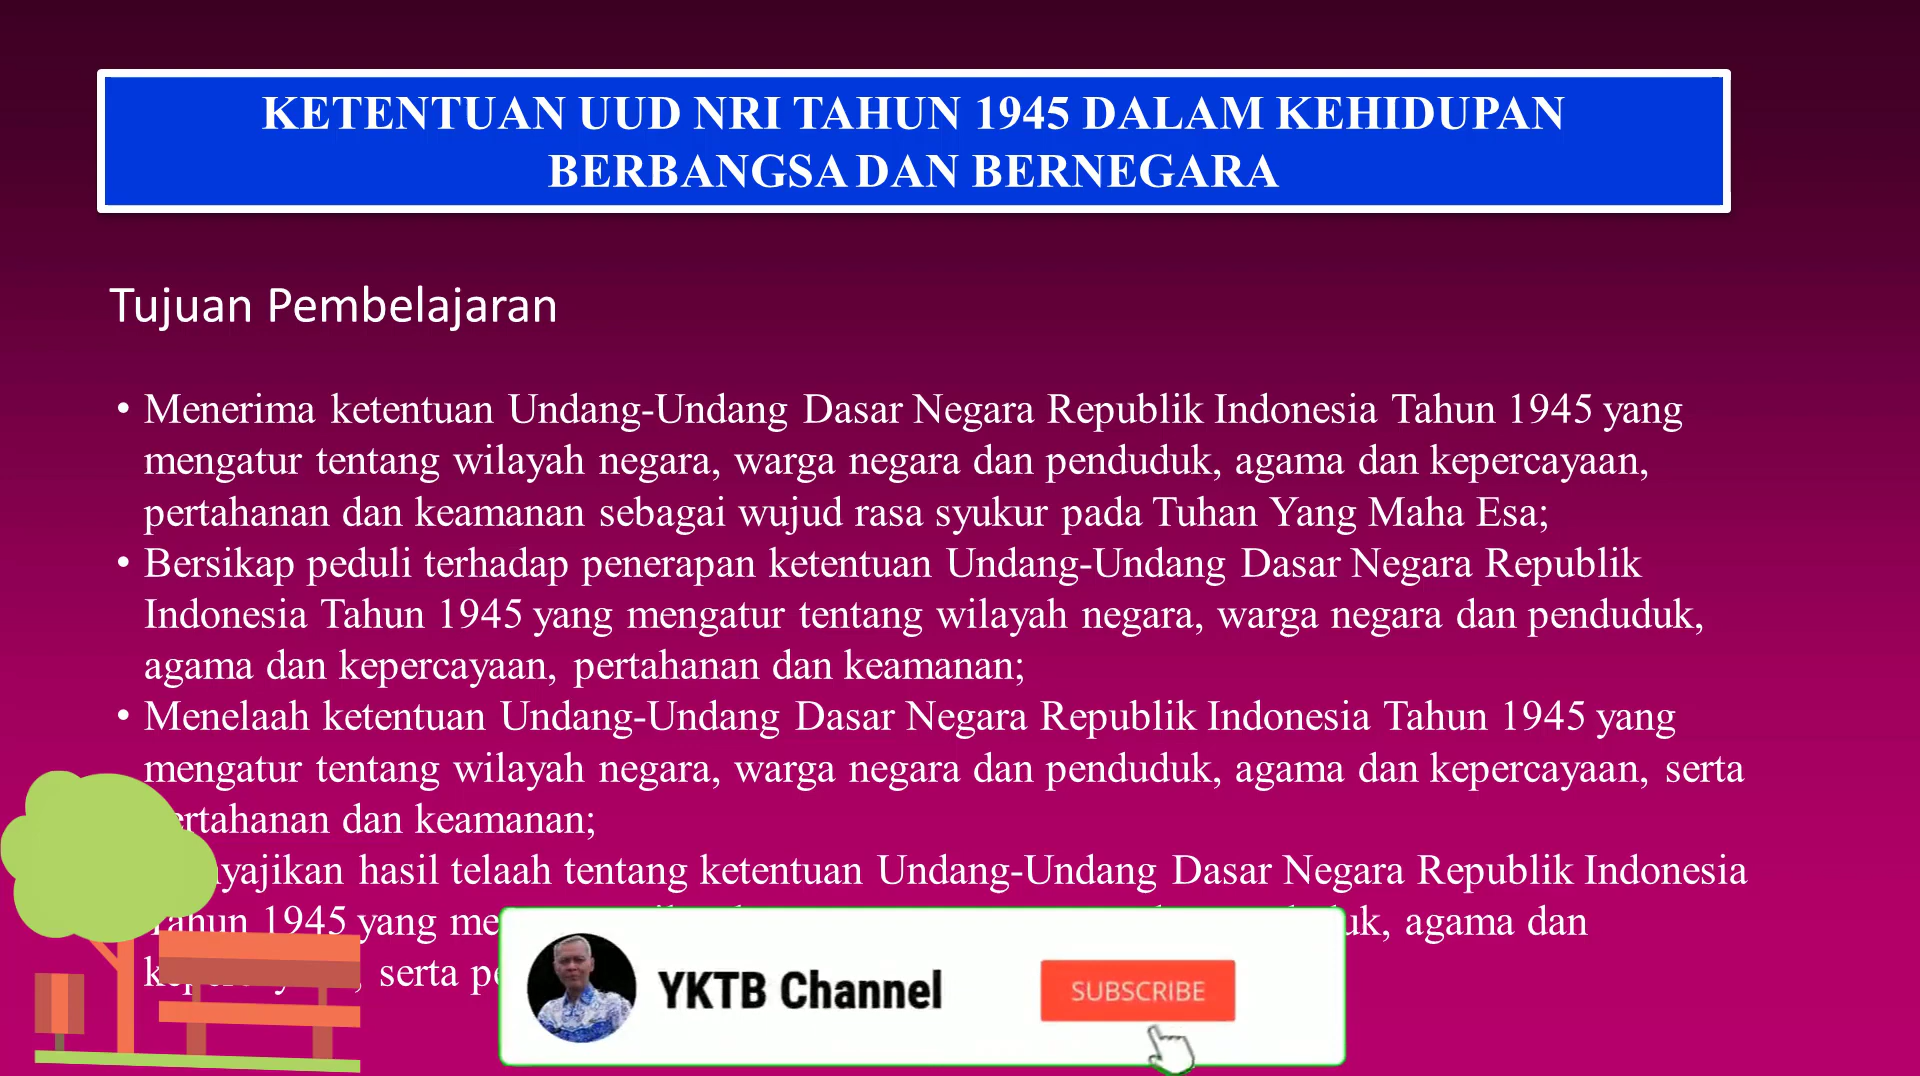 KETENTUAN UUD NRI TAHUN 1945 DALAM KEHIDUPAN
BERBANGSA DAN BERNEGARA
Tujuan Pembelajaran
• Menerima ketentuan Undang-Undang Dasar Negara Republik Indonesia Tahun 1945 yang
mengatur tentang wilayah negara, warga negara dan penduduk, agama dan kepercayaan,
pertahanan dan keamanan sebagai wujud rasa syukur pada Tuhan Yang Maha Esa;
• Bersikap peduli terhadap penerapan ketentuan Undang-Undang Dasar Negara Republik
Indonesia Tahun 1945 yang mengatur tentang wilayah negara, warga negara dan penduduk,
agama dan kepercayaan, pertahanan dan keamanan;
• Menelaah ketentuan Undang-Undang Dasar Negara Republik Indonesia Tahun 1945 yang
mengatur tentang wilayah negara, warga negara dan penduduk, agama dan kepercayaan, serta
dan keamanan;
hasil telaah tentang ketentuan Undang-Undang Dasar Negara Republik Indonesia
Tahun 1945 yang agama dan
serta
YKTB Channel
SUBSCRIBE